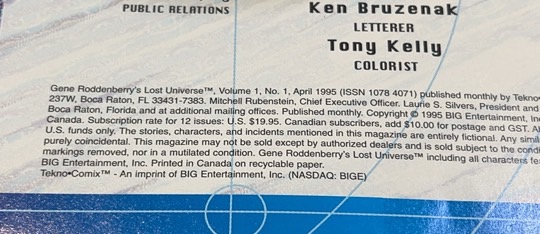 PUBLIC RELATIONS
Ken Bruzenak
LETTERER
Tony Kelly
COLORIST
Gene Roddenberry's Lost Universe™, Volume 1, No. 1, April 1995 (ISSN 1078 4071) published monthly by Tekno
237W, Boca Raton, FL 33431-7383. Mitchell Rubenstein, Chief Executive Officer, Laurie S. Silvers, President and
Boca Raton, Florida and at additional mailing offices. Published monthly. Copyright © 1995 BIG Entertainment, Inc
Canada. Subscription rate for 12 issues: U.S. $19.95. Canadian subscribers, add $10.00 for postage and GST.
U.S. funds only. The stories, characters, and incidents mentioned in this magazine are entirely fictional. Any
purely coincidental. This magazine may not be sold except by authorized dealers and is sold subject to the
markings removed, nor in a mutilated condition. Gene Roddenberry's Lost Universe™ including all characters
BIG Entertainment, Inc. Printed in Canada on recyclable paper.
Tekno•Comix™ - An imprint of BIG Entertainment, Inc. (NASDAQ: BIGE)